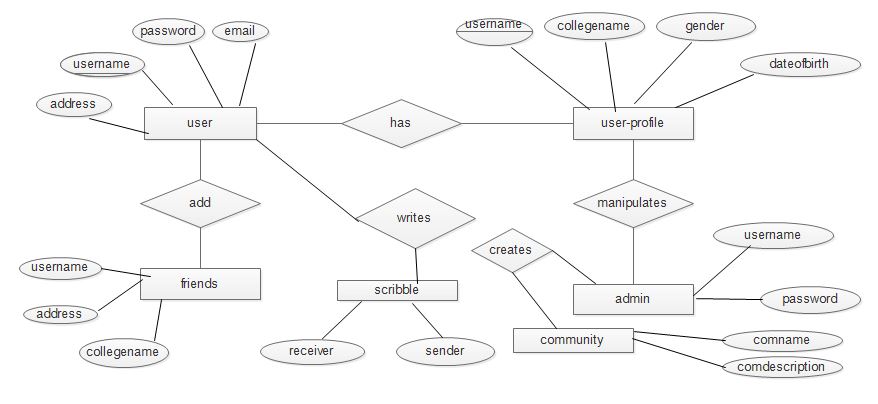 username
password
email
collegename
gender
username
dateofbirth
address
user
has
user-profile
add
manipulates
writes
username
creates
username
friends
scribble
admin
password
address
community
comname
collegename
receiver
sender
comdescription